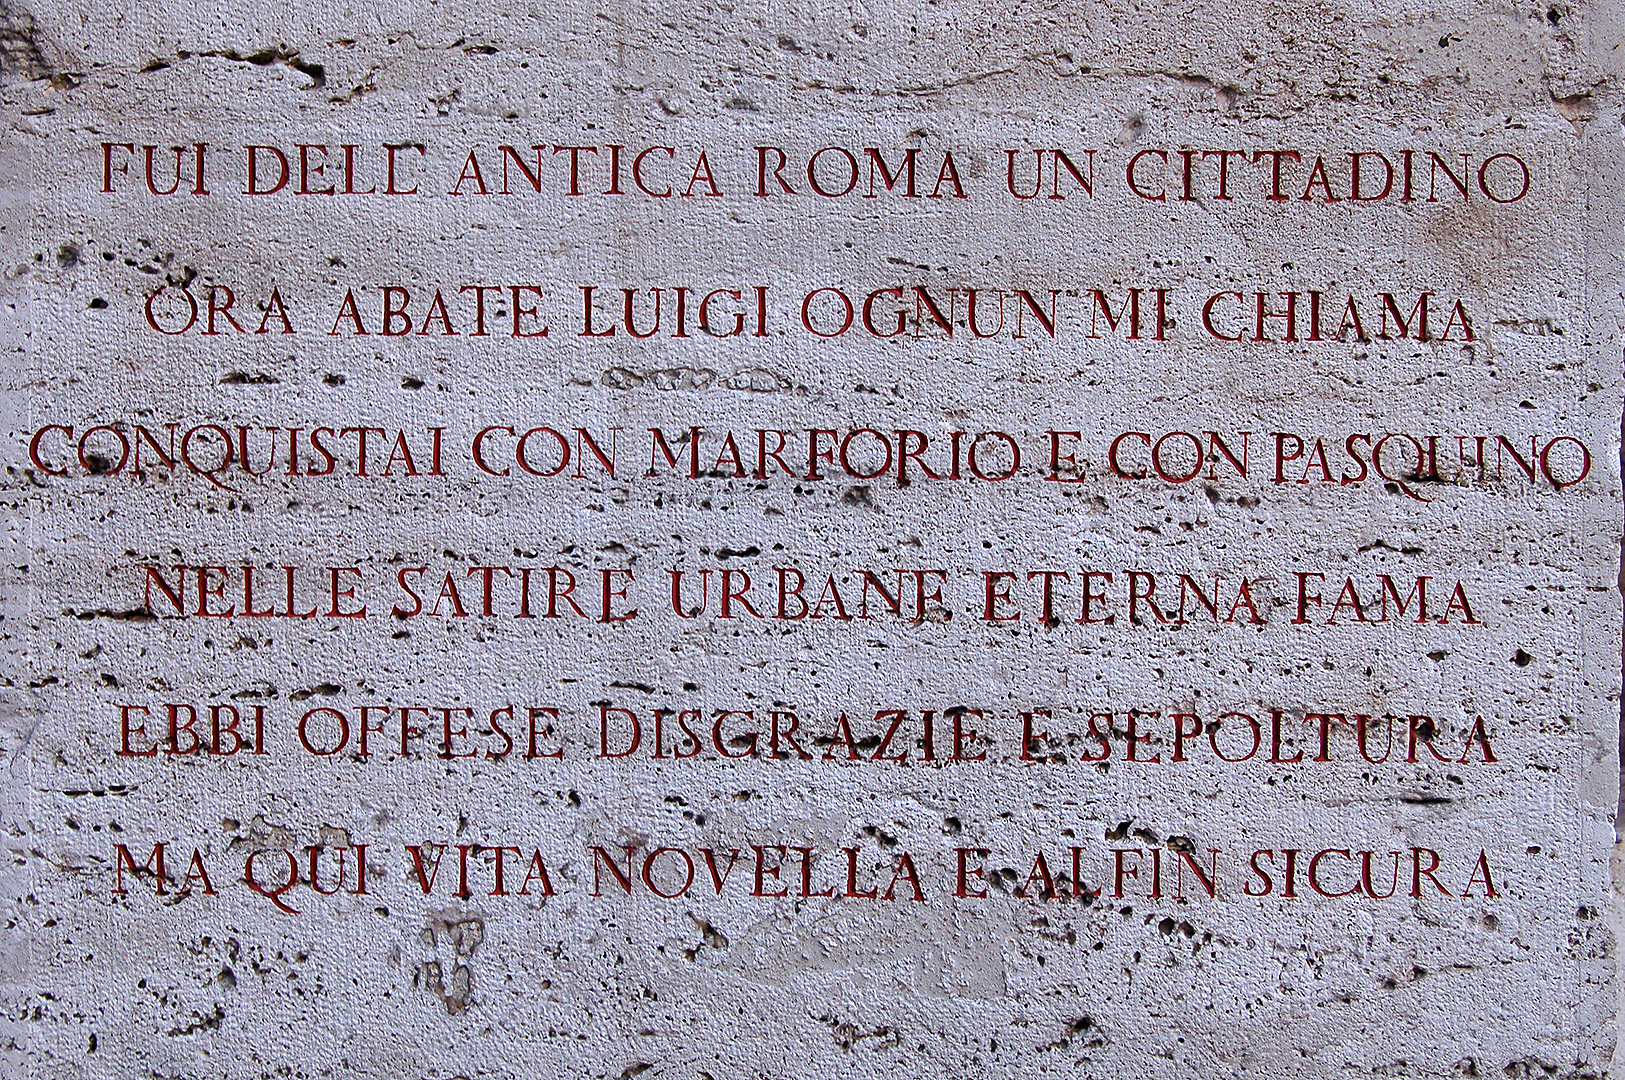 FUI DELL' ANTICA ROMA UN CITTADINO
ORA ABATE LUIGI OGNUN MI CHIAMA
CONQUISTAI CON MARFORIO E CON PASQUINO
NELLE SATIRE URBANE ETERNA FAMA
EBBI OFFESE DISGRAZIE E SEPOLTURA
MA QUI VITA NOVELLA E ALFIN SICURA